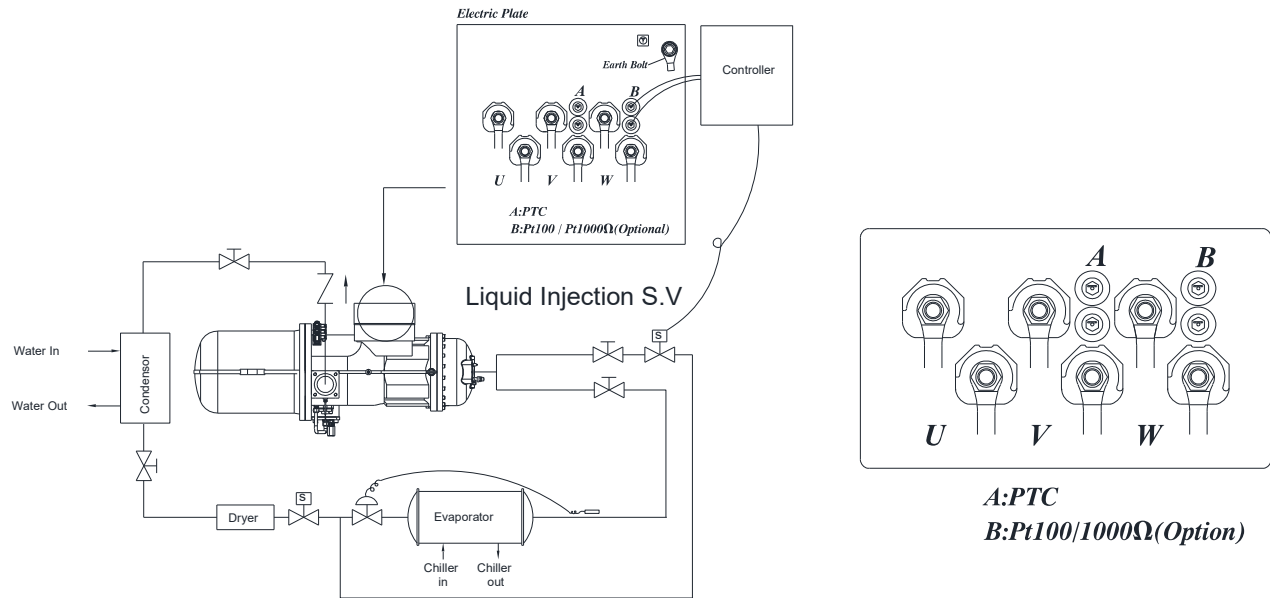 Electric Plate
Earth Bolt
Controller
A
B
U
V
W
A:PTC
B:Pt100 / Pt1000Ω(Optional)
Liquid Injection S.V
S
Water In
Water Out
Condensor
S
Dryer
Evaporator
Chiller
in
Chiller
out
A
B
U
V
W
A:PTC
B:Pt100/1000Ω(Option)